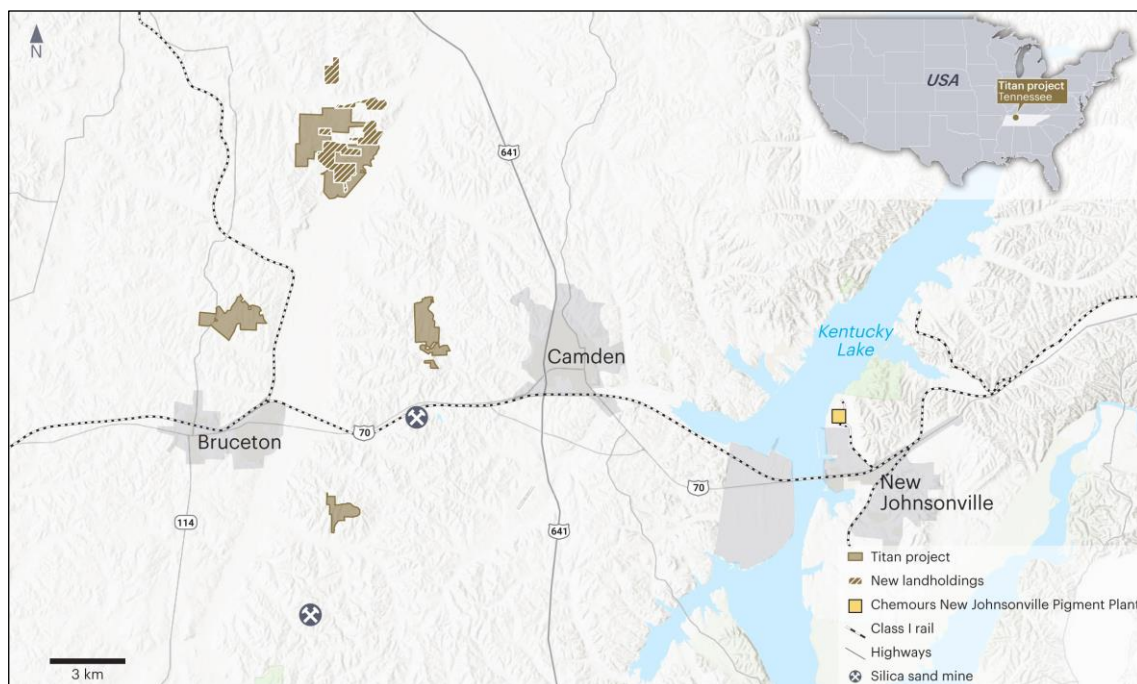 N
USA
Titan project
Tennessee
641
Kentucky
Lake
Camden
Bruceton
70
70
New
Johnsonville
114
641
Titan project
New landholdings
Chemours New Johnsonville Pigment Plant
Class I rail
Highways
Silica sand mine
3 km